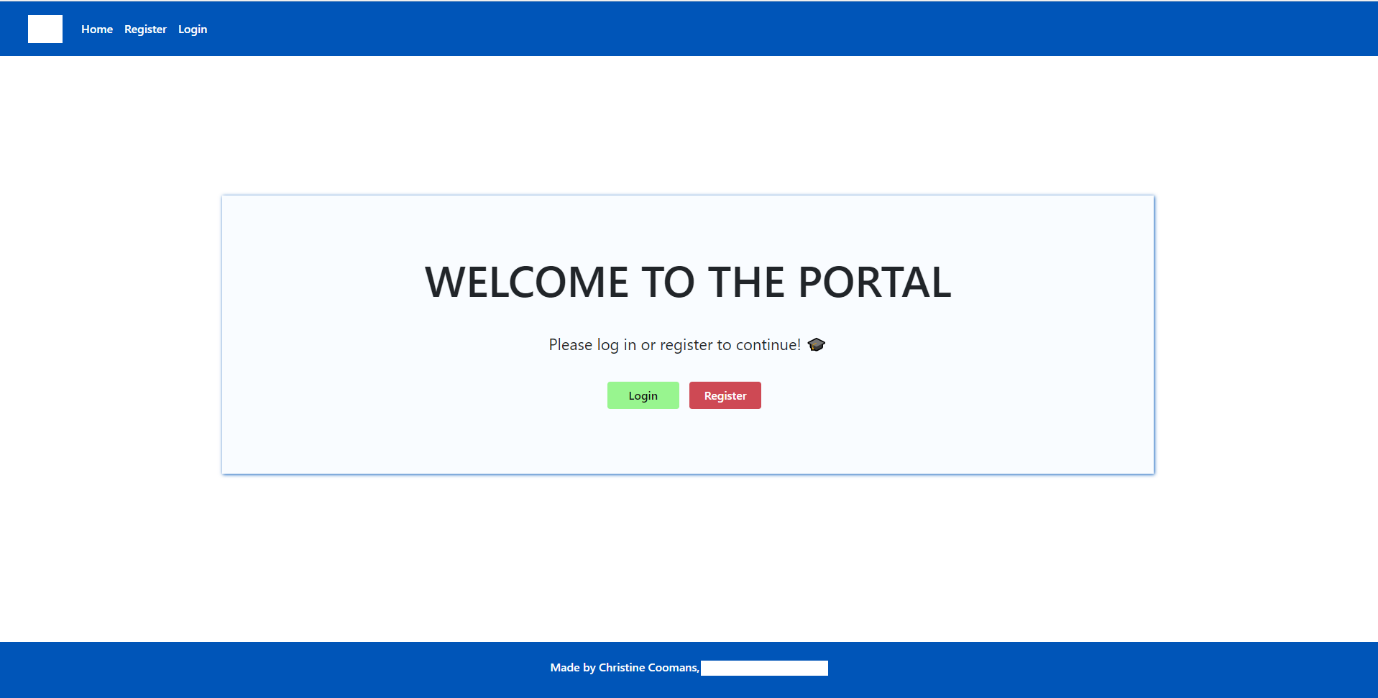 Home Register Login
WELCOME TO THE PORTAL
Please log in or register to continue! 🎓
Login Register
Made by Christine Coomans,